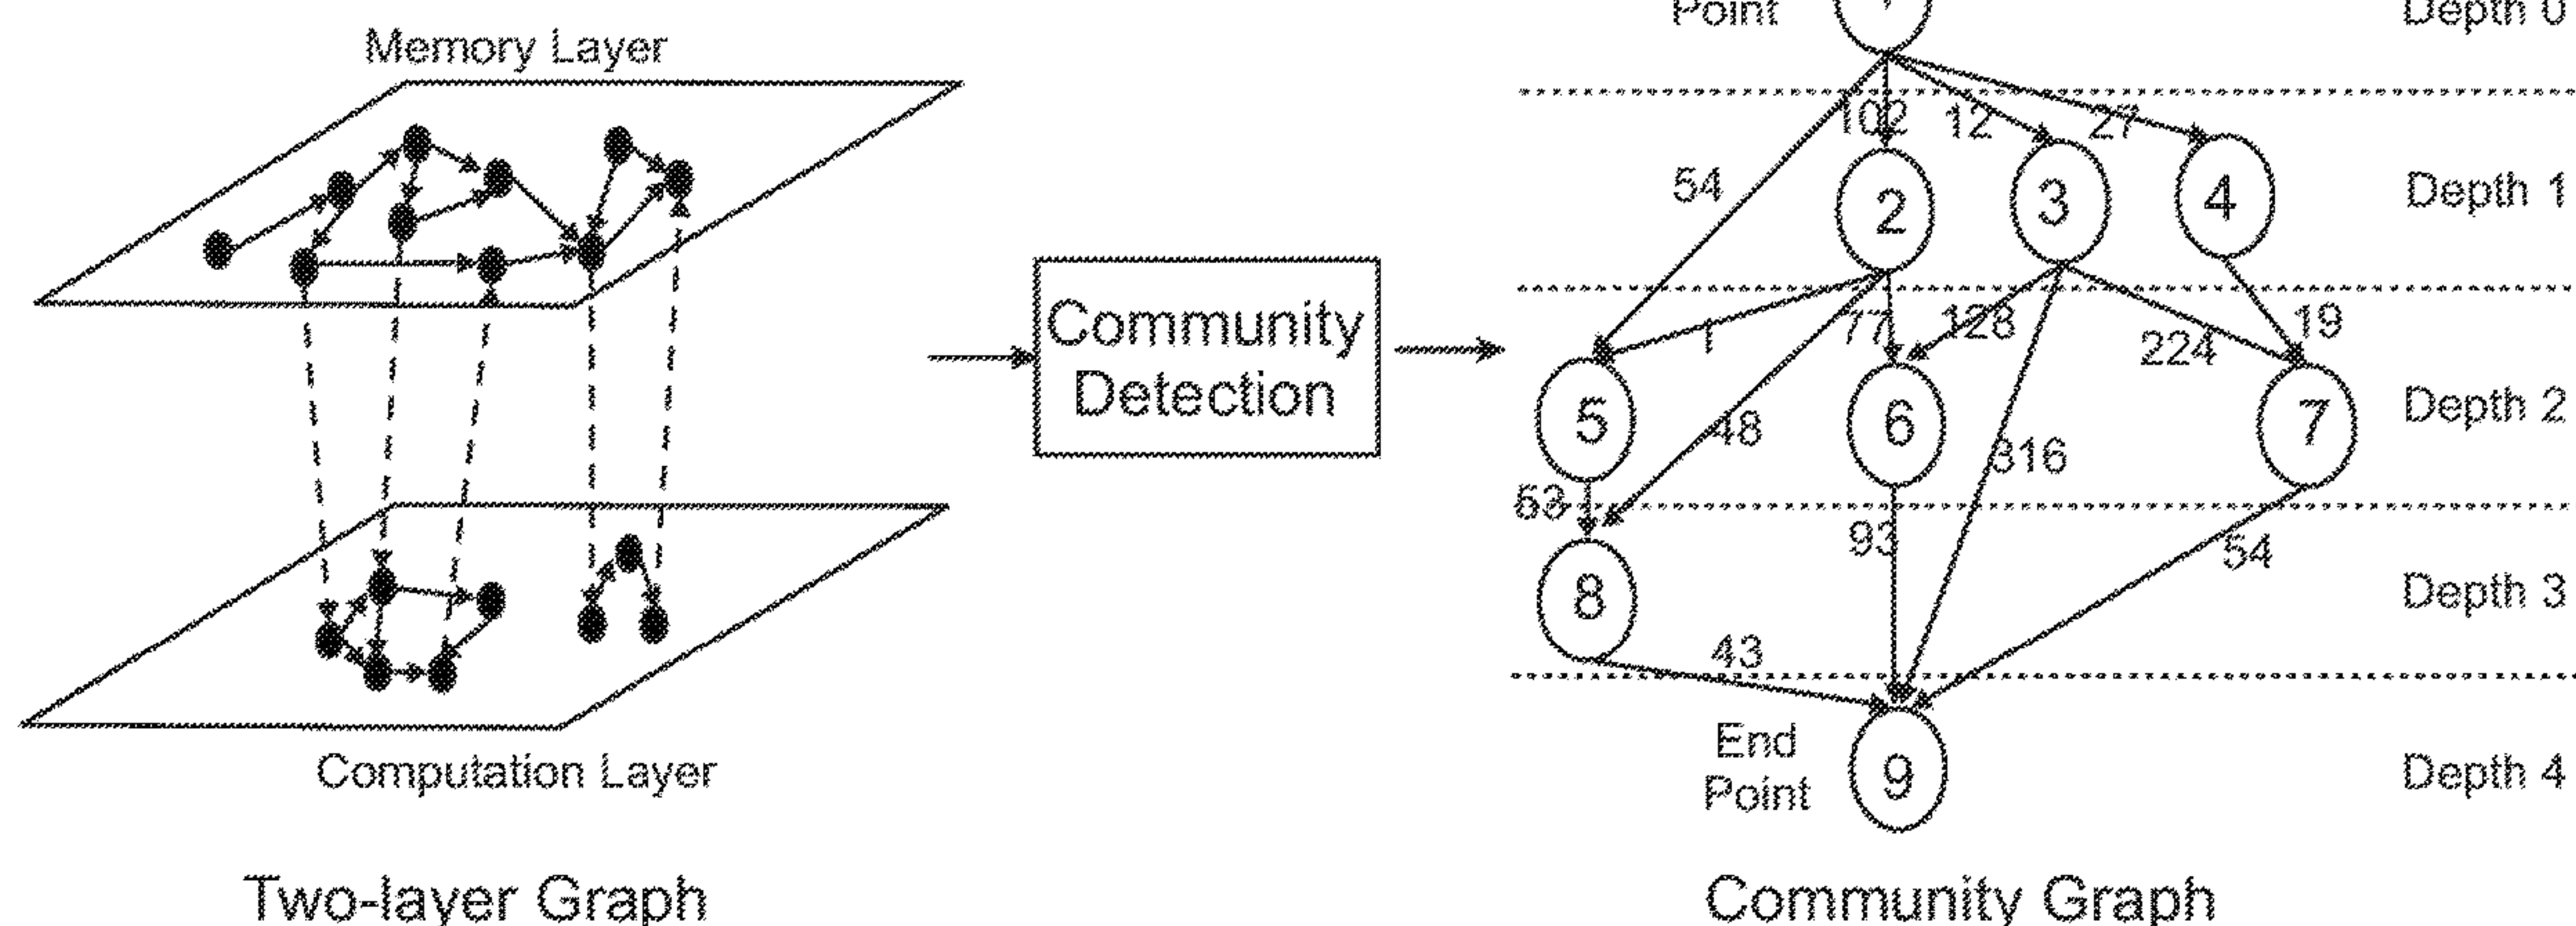 Memory Layer
Computation Layer
Two-layer Graph
Community
Detection
Point
1
Depth 0
102
12
27
54
2
3
4
Depth 1
1
77
128
224
19
5
6
7
Depth 2
48
316
53
93
54
8
Depth 3
43
End
Point
9
Depth 4
Community Graph